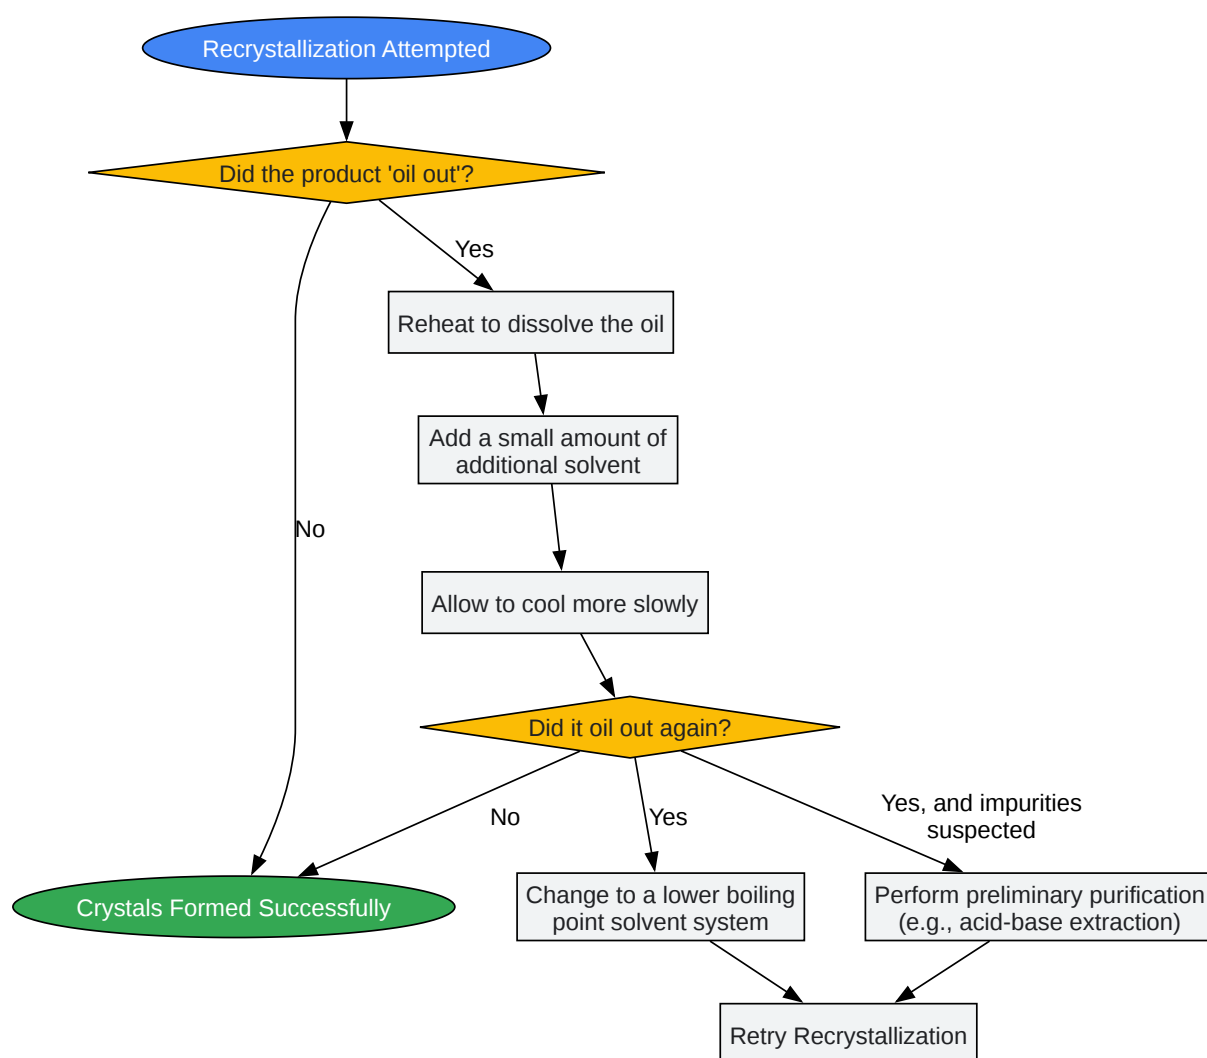 Recrystallization Attempted
Did the product 'oil out'?
Yes
Reheat to dissolve the oil
Add a small amount of
additional solvent
No
Allow to cool more slowly
Did it oil out again?
No
Yes
Yes, and impurities
suspected
Crystals Formed Successfully
Change to a lower boiling
point solvent system
Perform preliminary purification
(e.g., acid-base extraction)
Retry Recrystallization